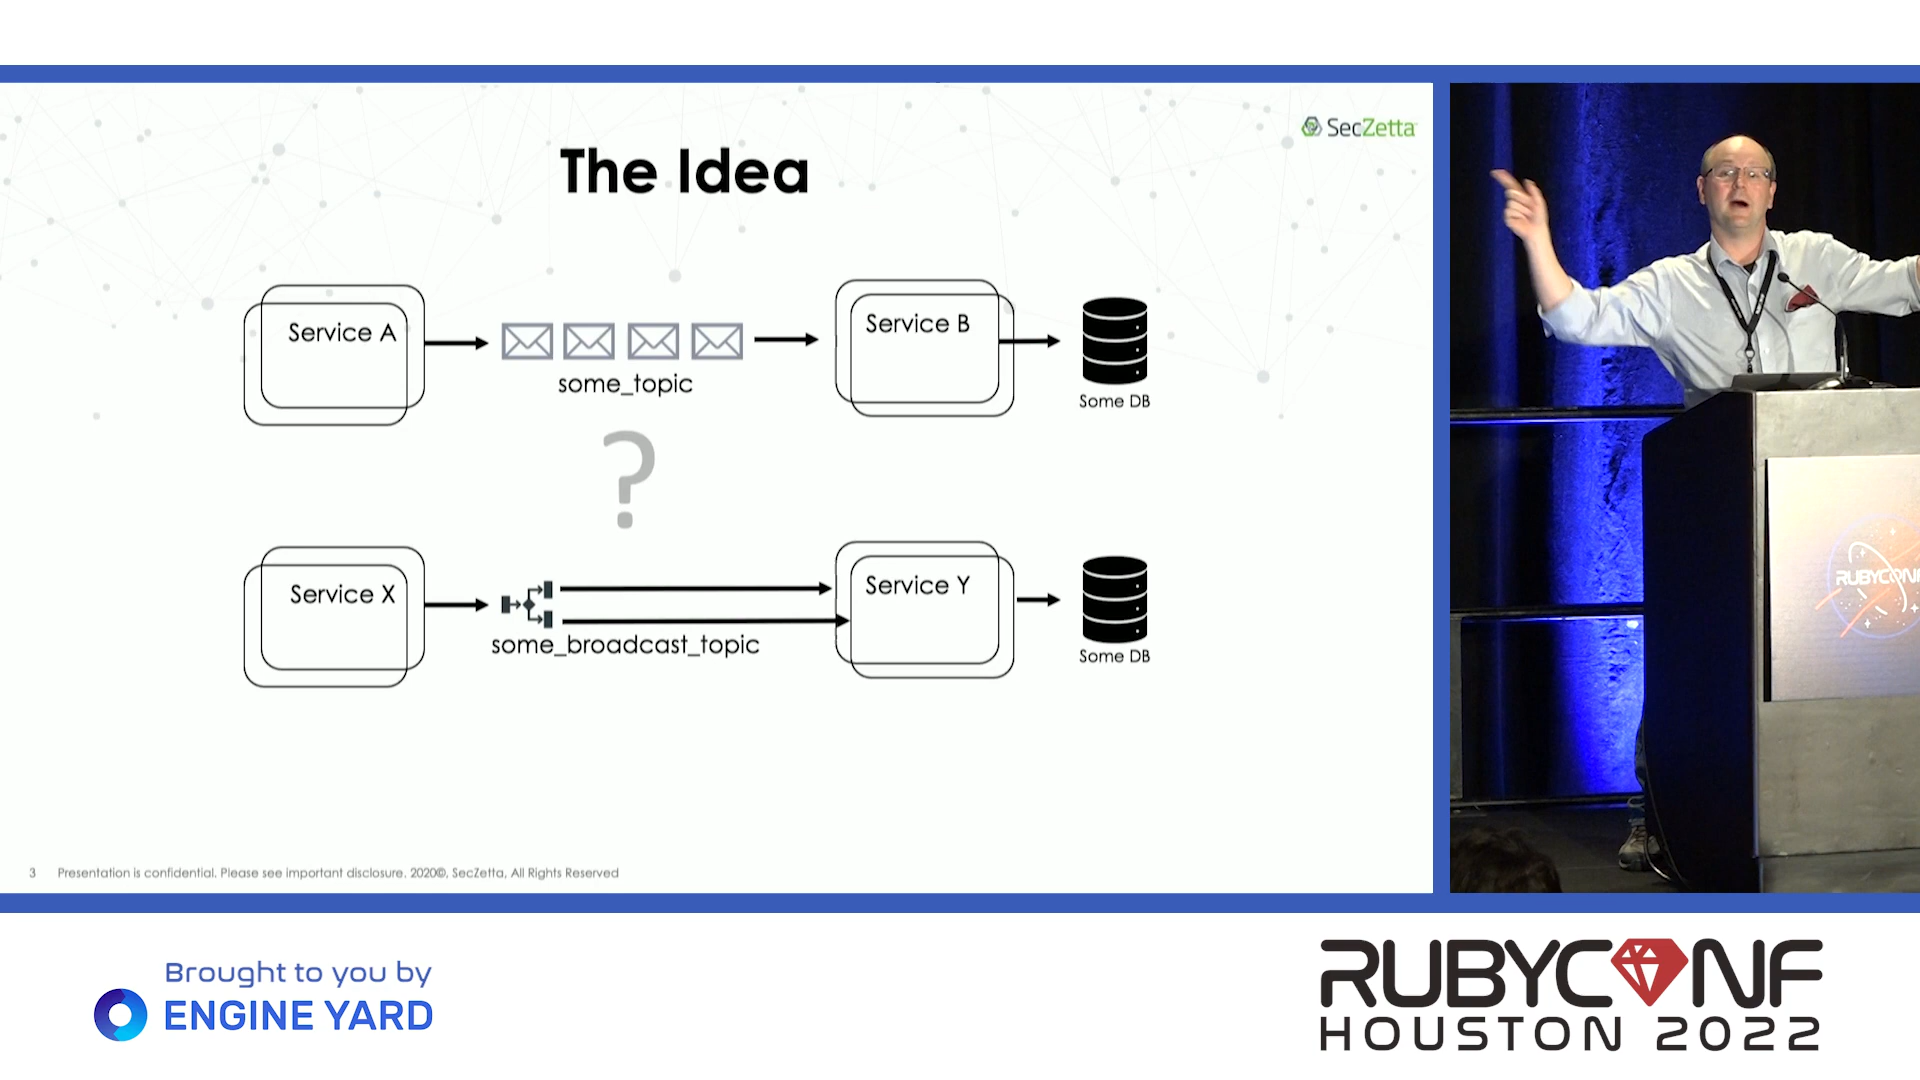 SecZetta
The Idea
Service A
some_topic
Service B
Some DB
?
Service X
some_broadcast_topic
Service Y
Some DB
3 Presentation is confidential. Please see important disclosure. 2020©, SecZetta, All Rights Reserved
RUBYCONF
Brought to you by
ENGINE YARD
RUBYCONF
HOUSTON 2022